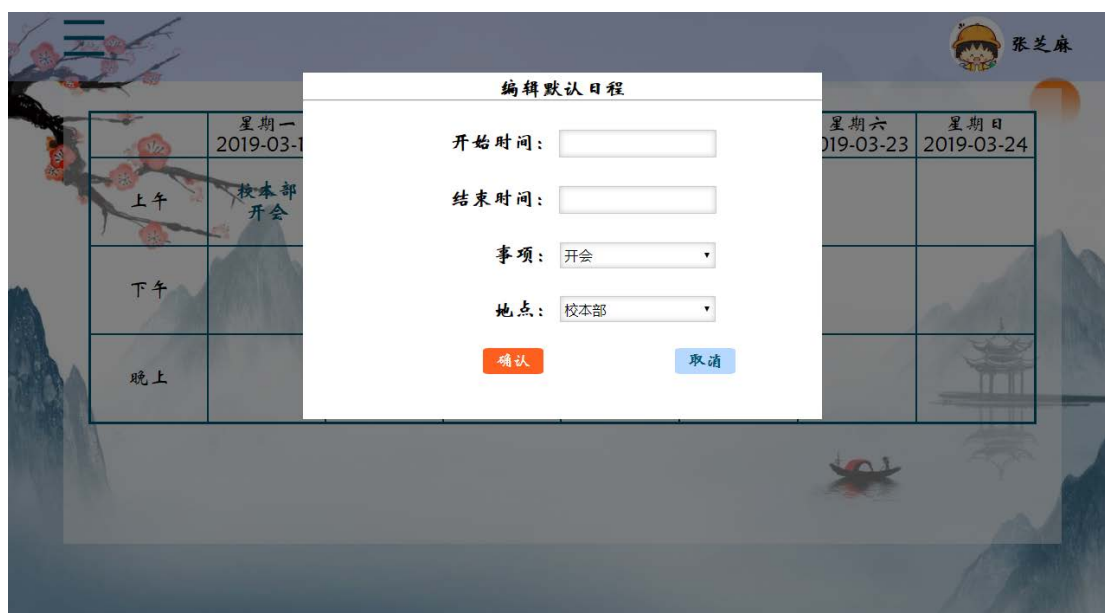 张芝麻
编辑默认日程
星期一
2019-03-1
星期六
019-03-23
星期日
2019-03-24
开始时间：
结束时间：
上午
校本部
开会
事项：
开会
下午
地点：
校本部
确认
取消
晚上